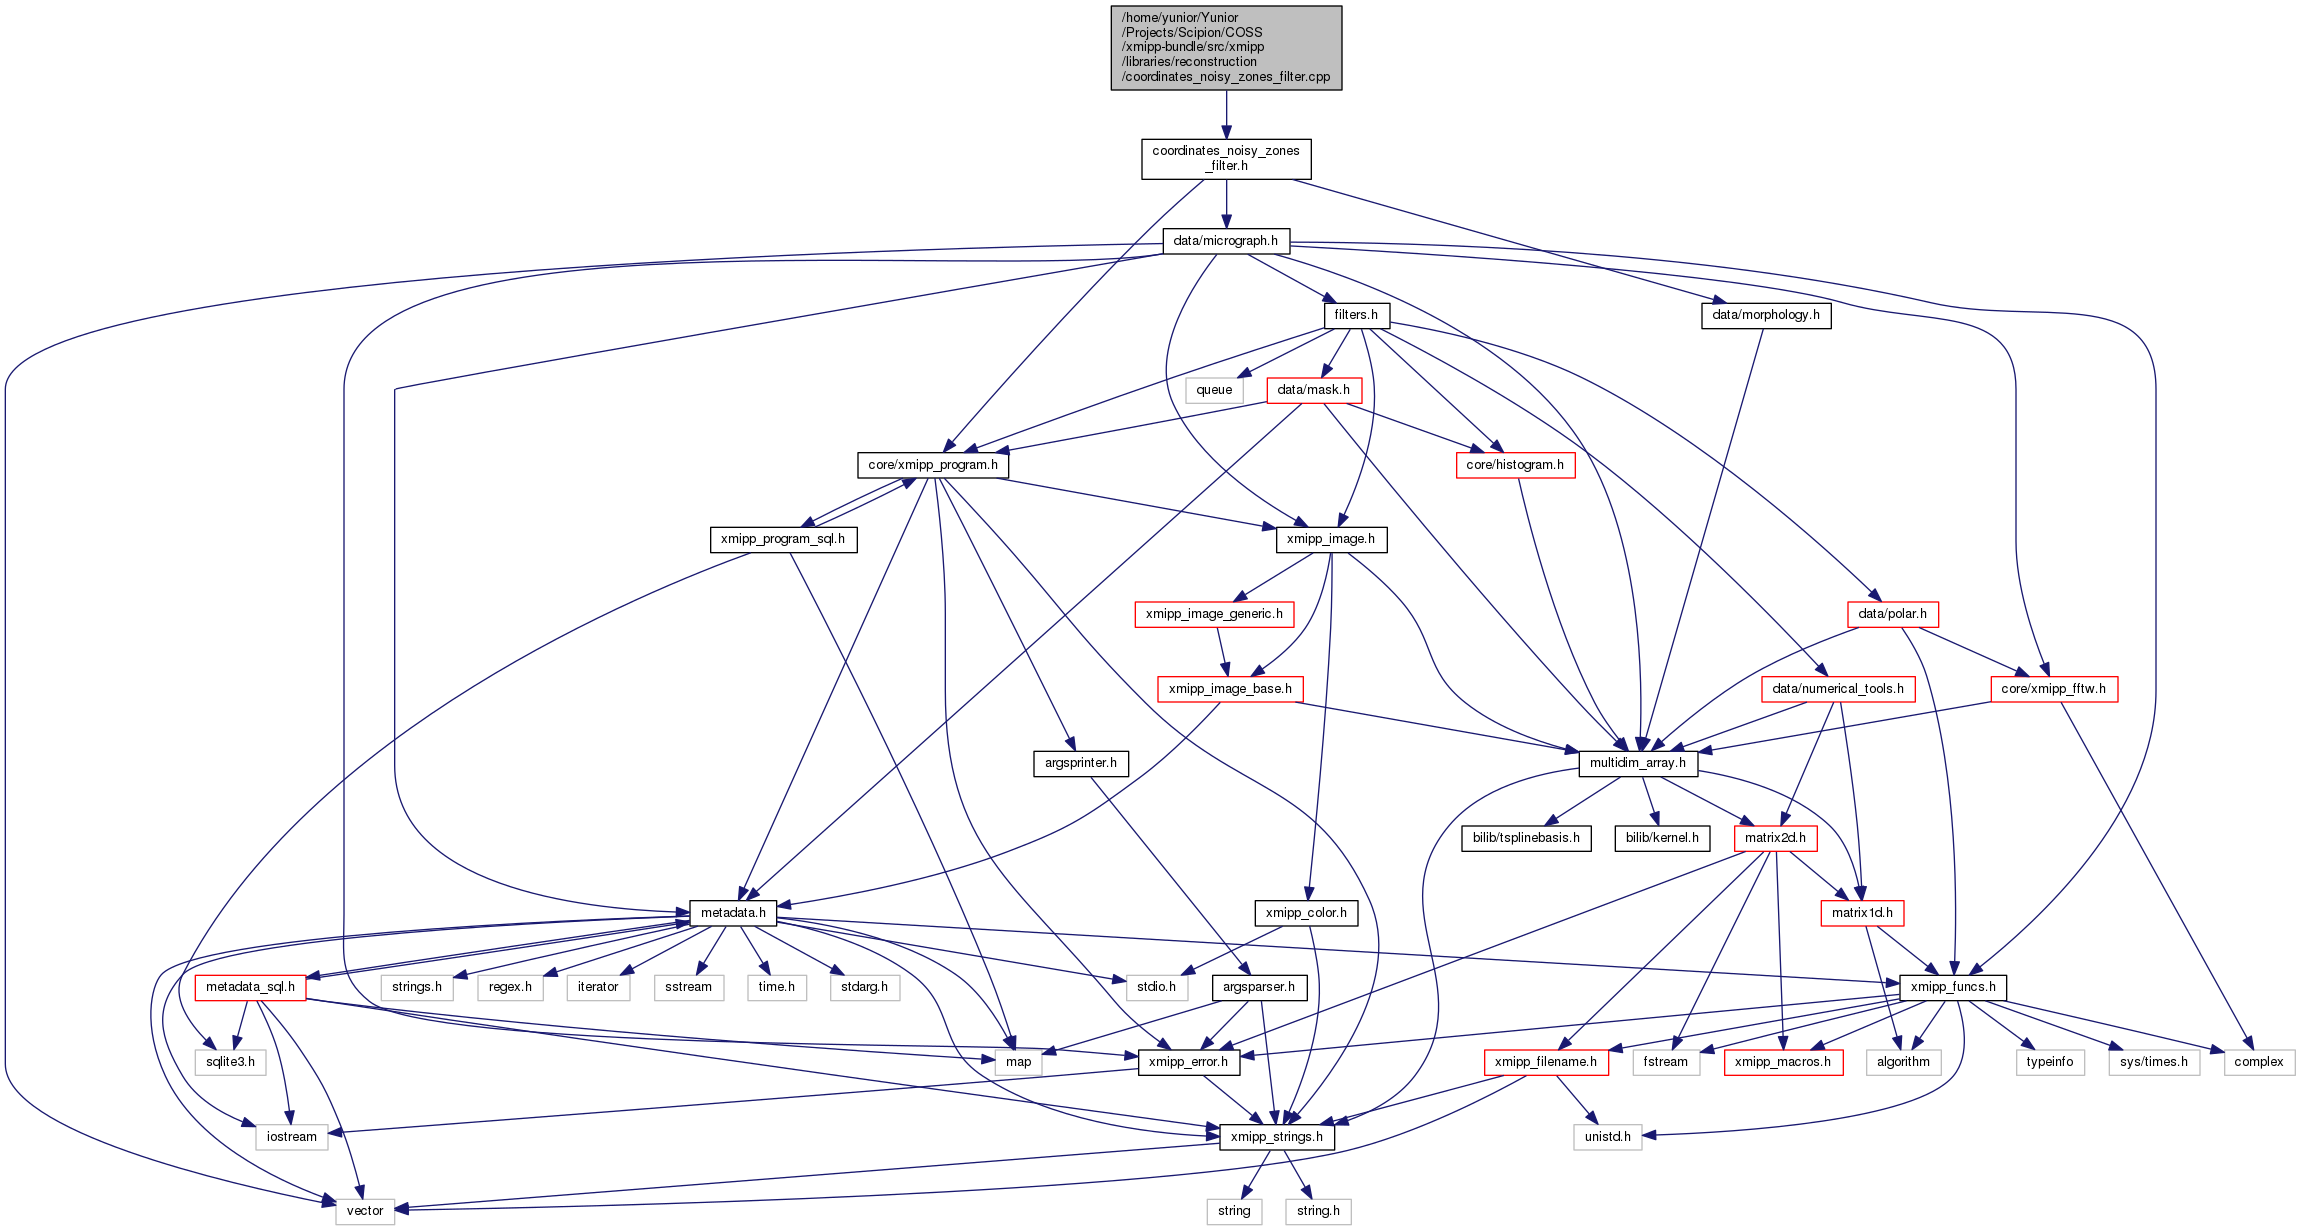 /home/yunior/Yunior
/Projects/Scipion/COSS
/xmipp-bundle/src/xmipp
/libraries/reconstruction
/coordinates_noisy_zones_filter.cpp
coordinates_noisy_zones
_filter.h
data/micrograph.h
filters.h
data/morphology.h
queue
data/mask.h
core/xmipp_program.h
core/histogram.h
xmipp_program_sql.h
xmipp_image.h
xmipp_image_generic.h
data/polar.h
xmipp_image_base.h
data/numerical_tools.h
core/xmipp_fftw.h
argsprinter.h
multidim_array.h
bilib/tsplinebasis.h
bilib/kernel.h
matrix2d.h
metadata.h
xmipp_color.h
matrix1d.h
metadata_sql.h
strings.h
regex.h
iterator
sstream
time.h
stdarg.h
stdio.h
argsparser.h
xmipp_funcs.h
sqlite3.h
map
xmipp_error.h
xmipp_filename.h
fstream
xmipp_macros.h
algorithm
typeinfo
sys/times.h
complex
iostream
xmipp_strings.h
unistd.h
vector
string
string.h